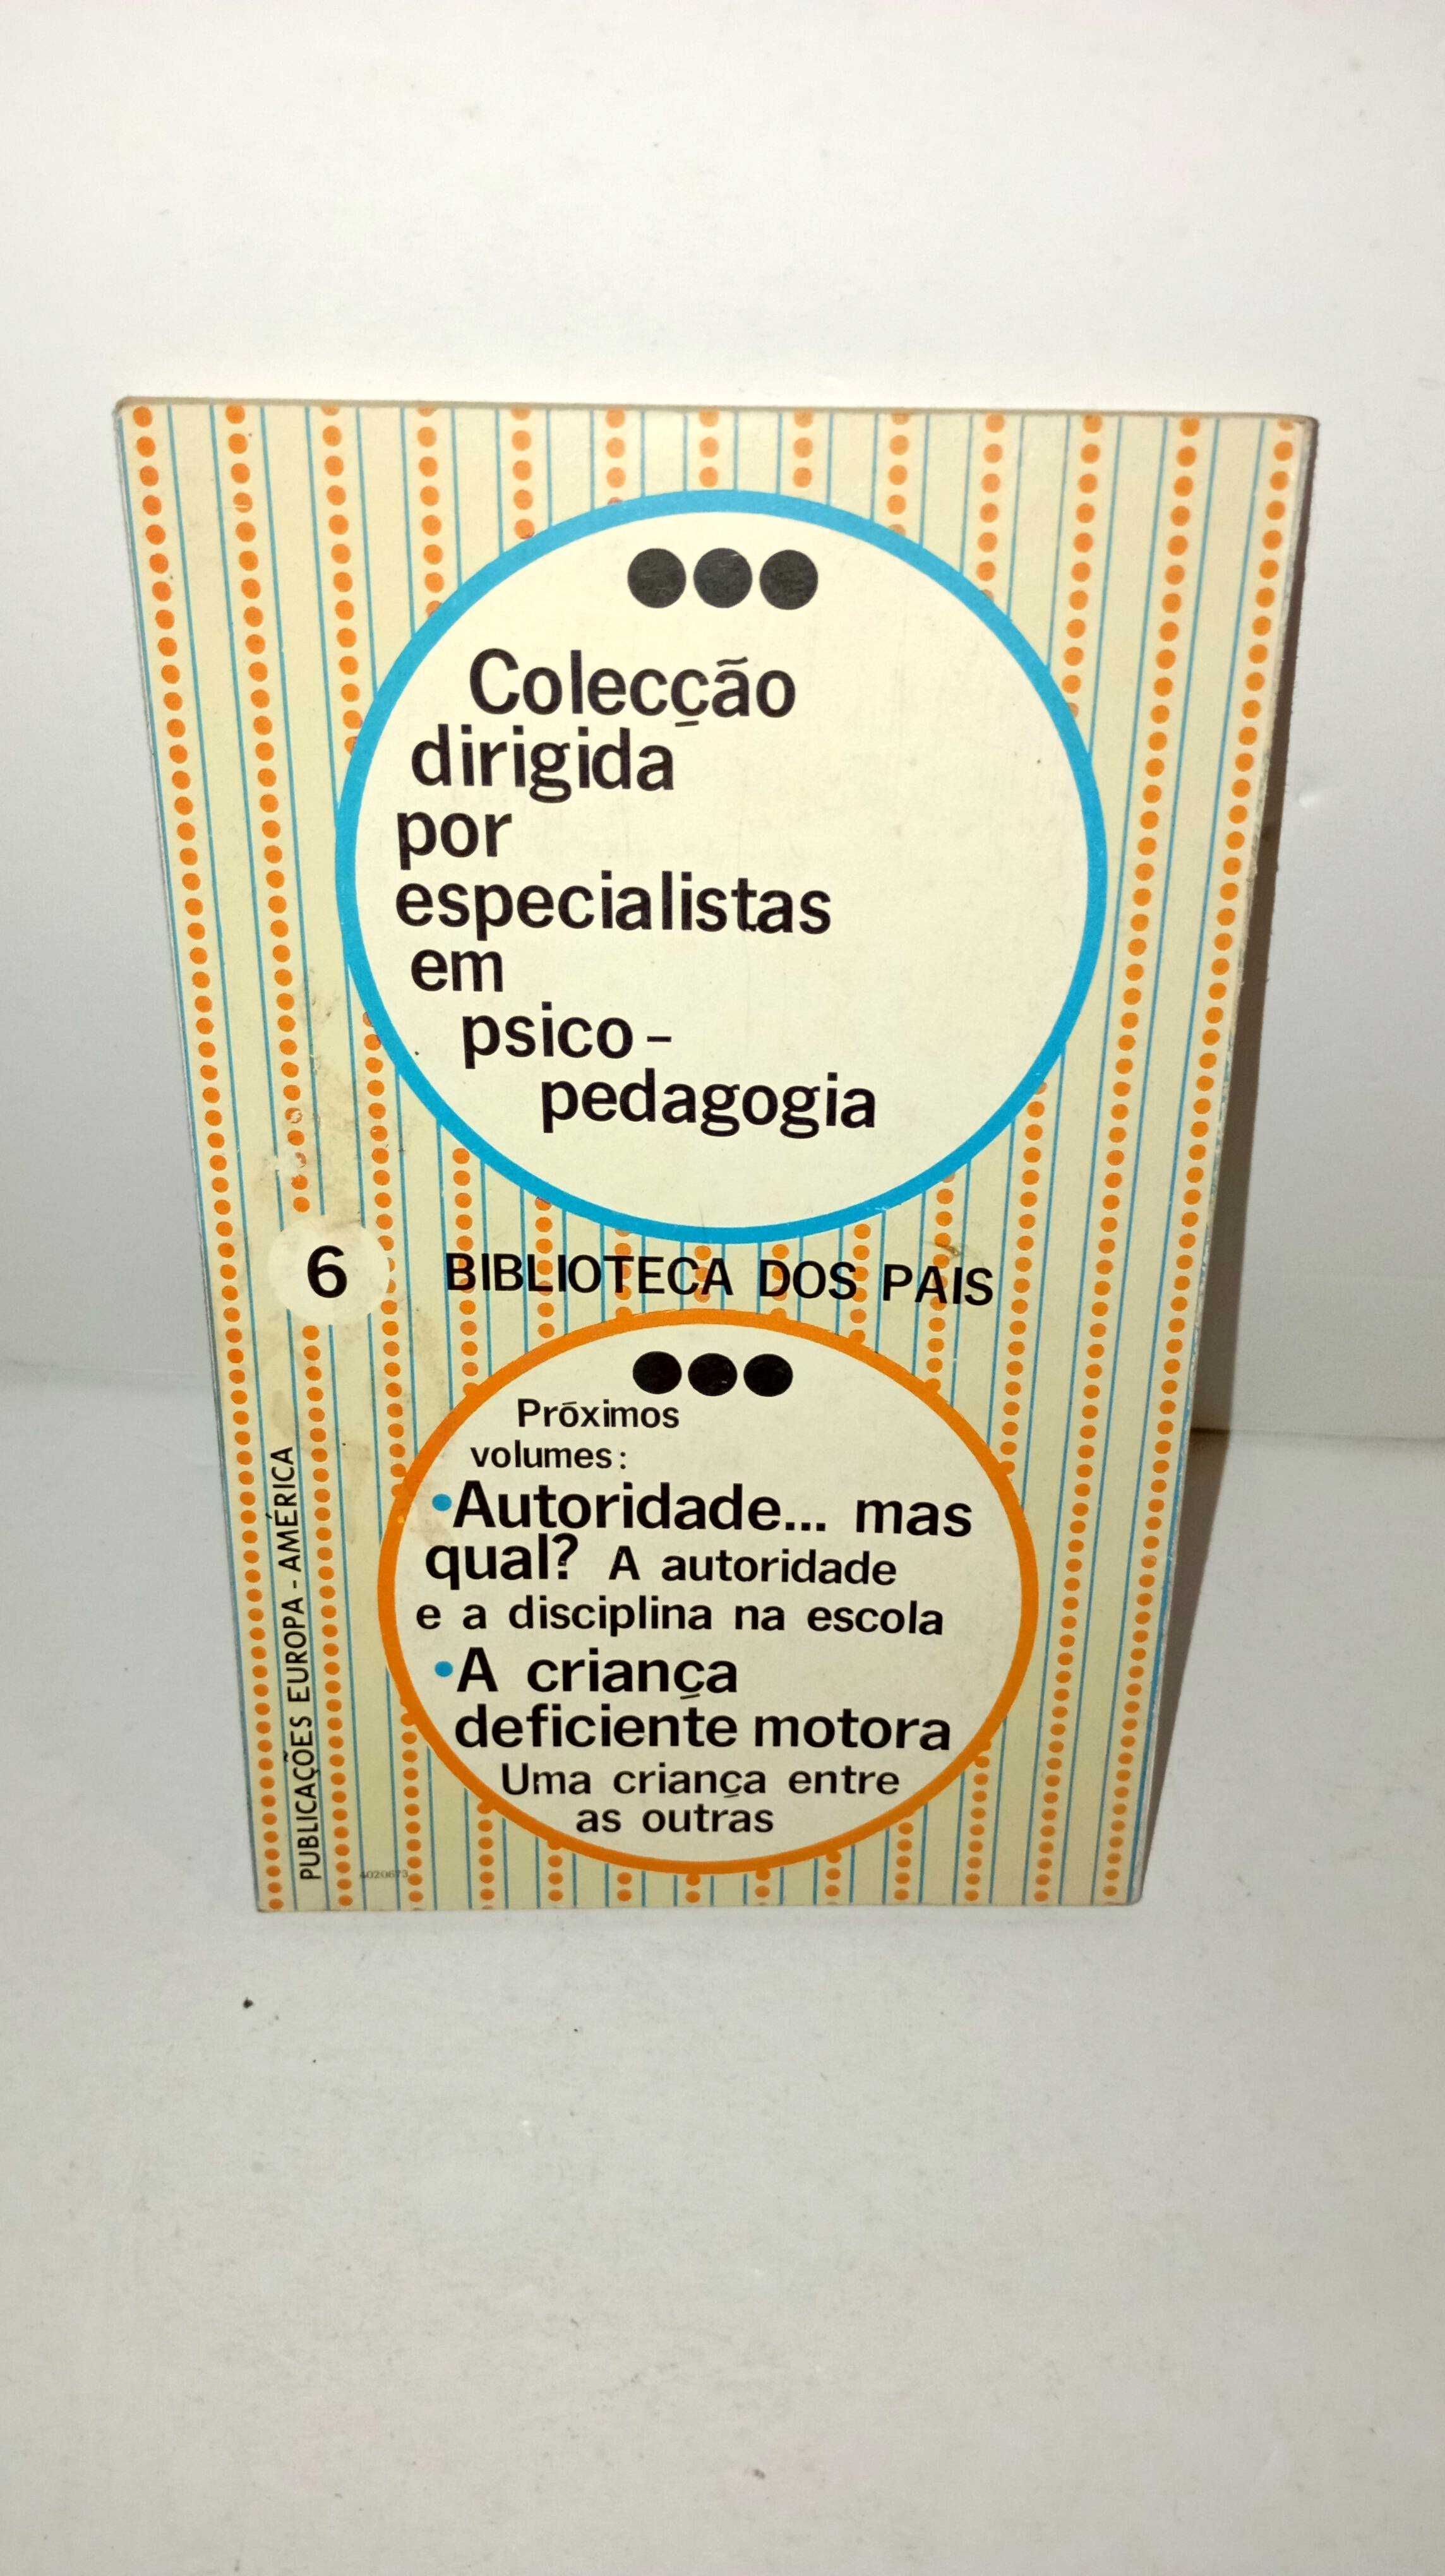 Colecção
dirigida
por
especialistas
em
psico-
pedagogia
6 BIBLIOTECA DOS PAIS
Próximos
volumes:
•Autoridade... mas
qual? A autoridade
e a disciplina na escola
•A criança
deficiente motora
Uma criança entre
as outras
PUBLICAÇÕES EUROPA-AMÉRICA